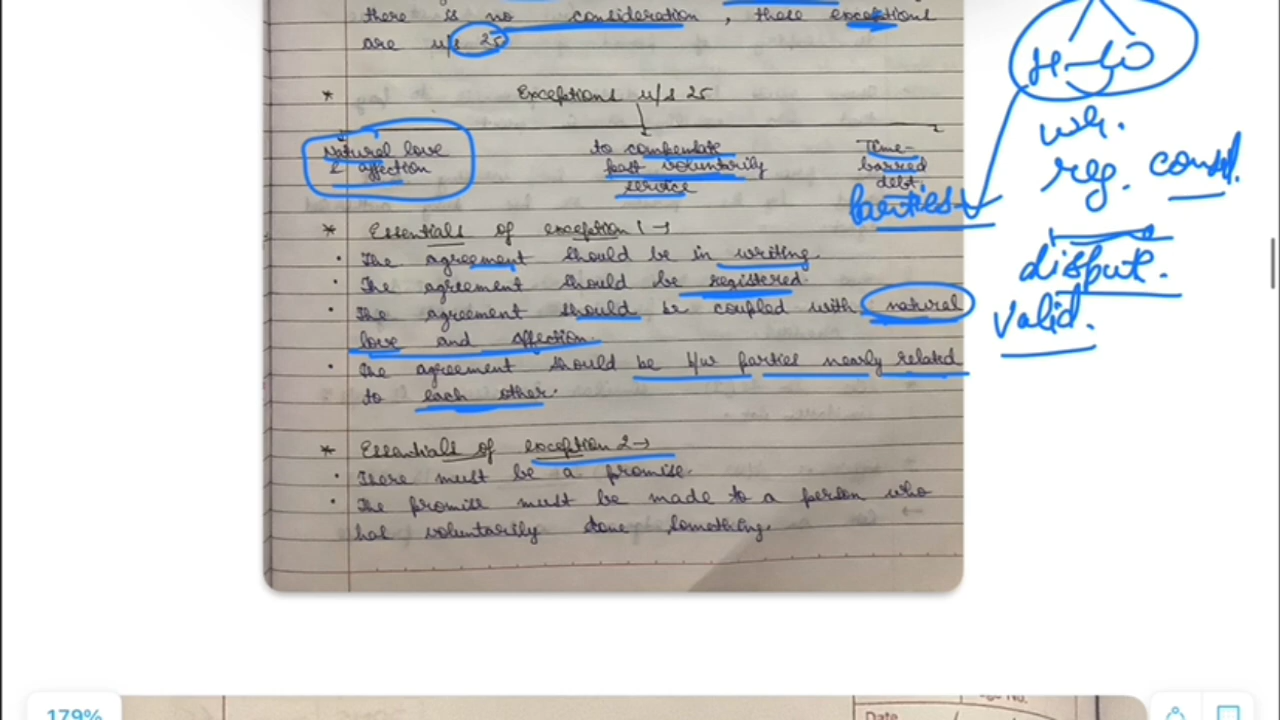 there is no consideration, these exceptions
are u/s 25
* Exceptions u/s 25
Natural love & affection
to compensate past voluntarily service
Time-barred debt
* Essentials of exception 1 →
· The agreement should be in writing.
· The agreement should be registered.
· The agreement should be coupled with natural
love and affection.
· The agreement should be b/w parties nearly related
to each other.
* Essentials of exception 2 →
· There must be a promise.
· The promise must be made to a person who
has voluntarily done something.
H W
wr.
reg. consd.
Parties
dispute.
valid.
179%
Date